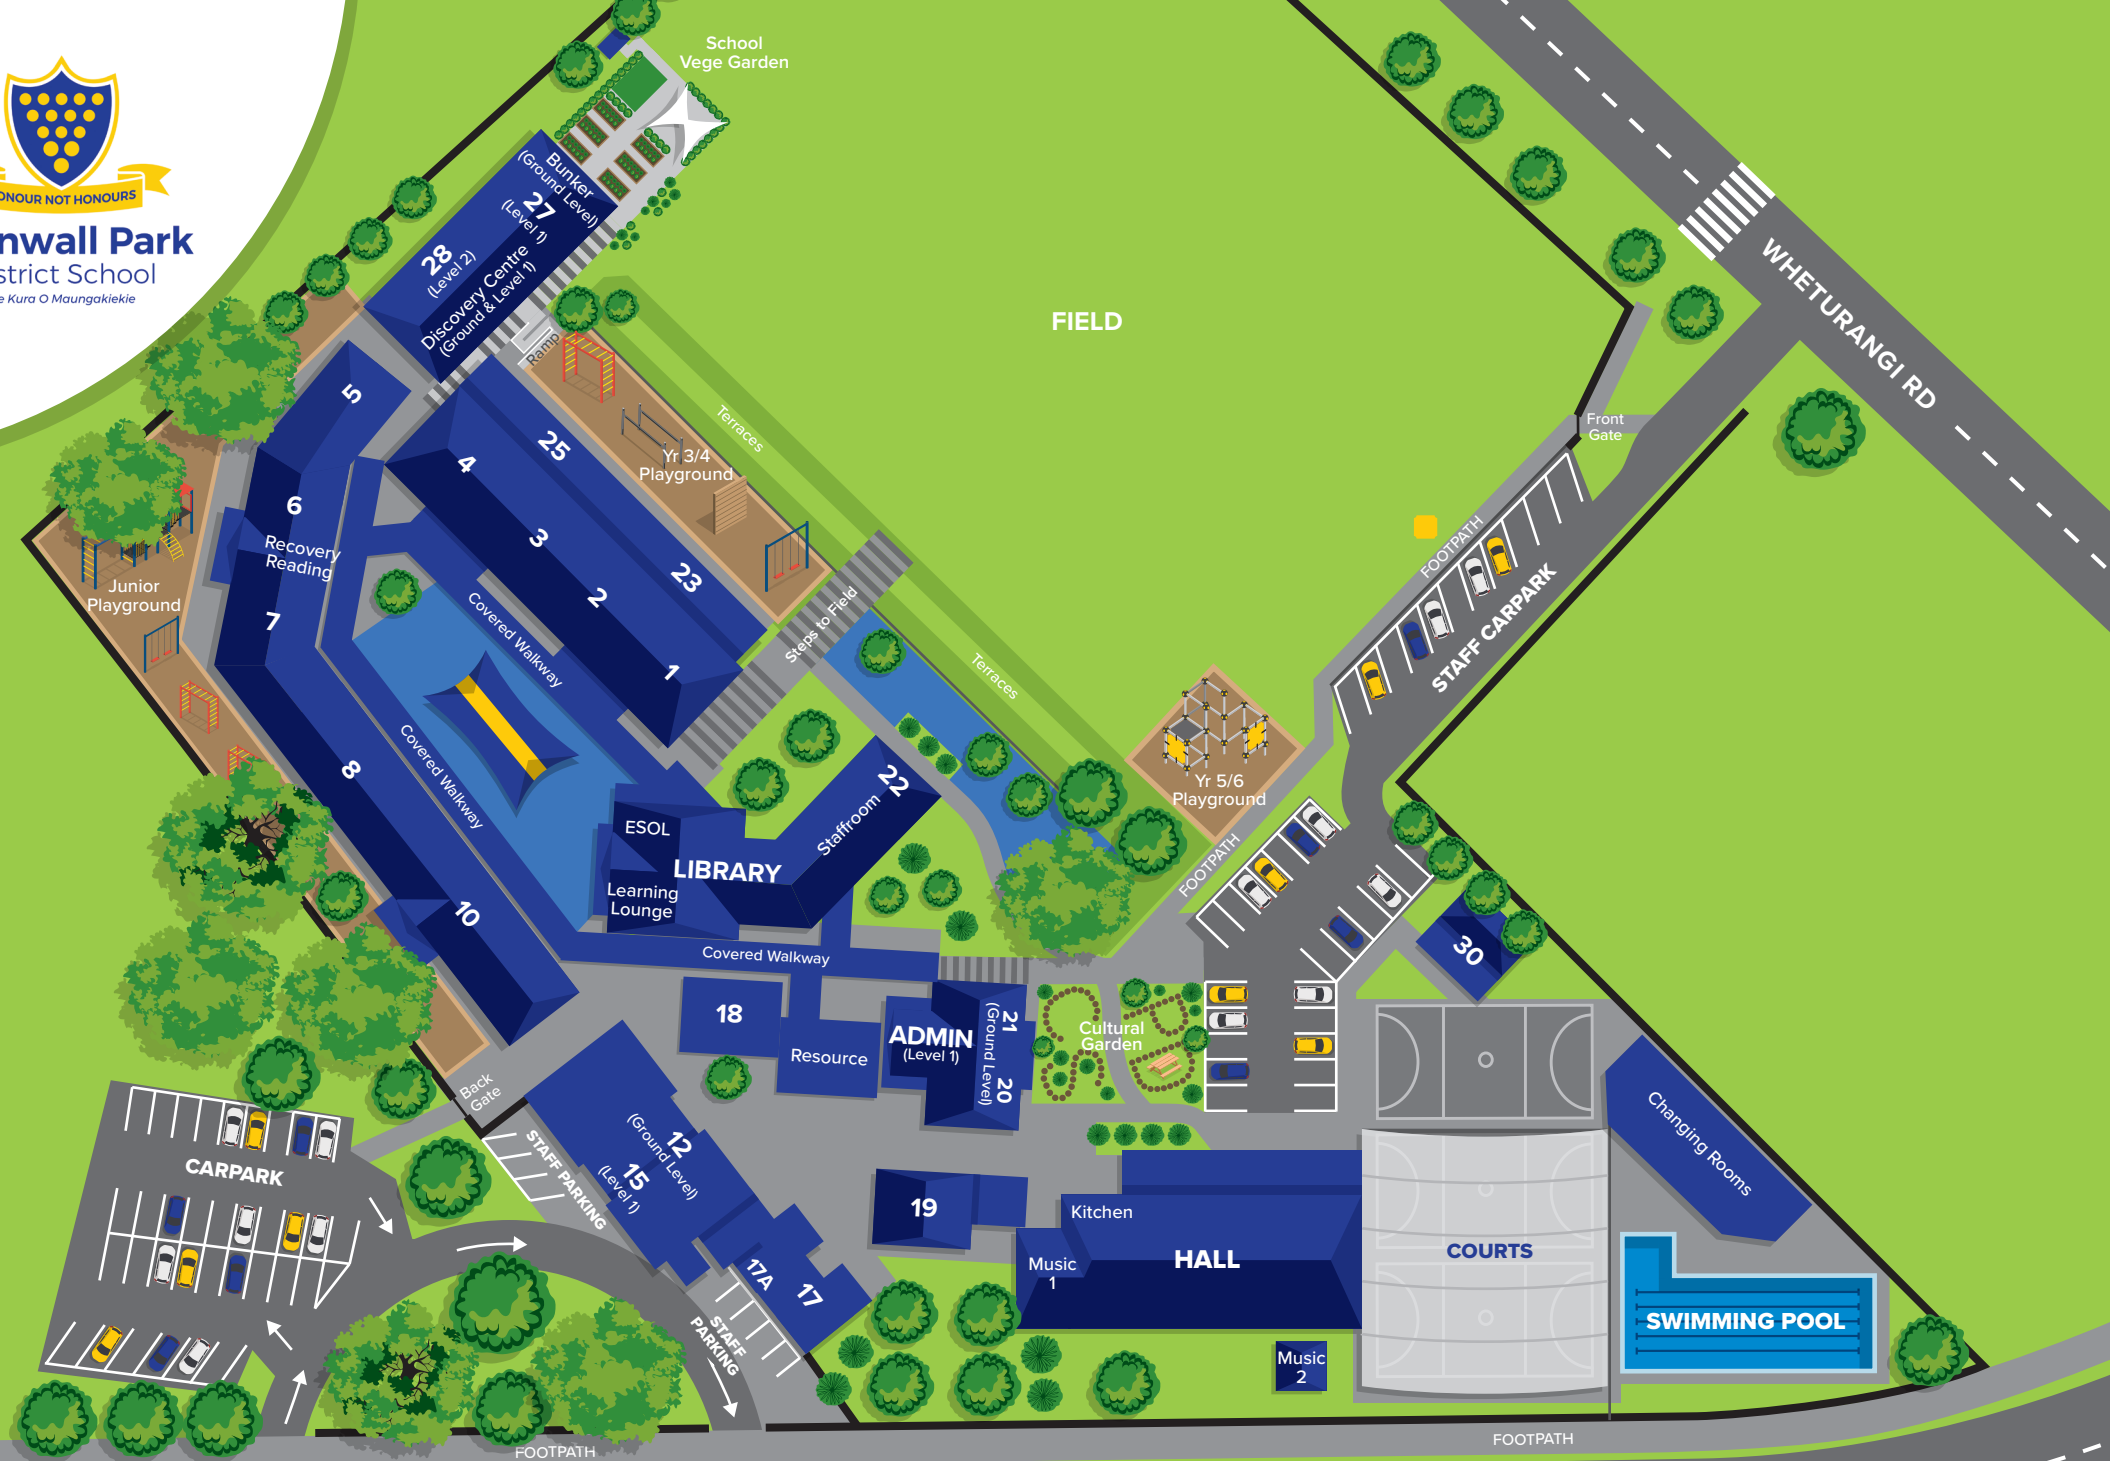 ONOUR NOT HONOURS
nwall Park
strict School
e Kura O Maungakiekie
School
Vege Garden
Bunker
(Ground Level)
27
(Level 1)
28
(Level 2)
Discovery Centre
(Ground & Level 1)
Ramp
FIELD
WHETURANGI RD
Front
Gate
5
4
25
3
2
23
1
Yr 3/4
Playground
Terraces
6
Recovery
Reading
7
Junior
Playground
Covered Walkway
Steps to Field
Terraces
FOOTPATH
STAFF CARPARK
8
Covered Walkway
10
ESOL
LIBRARY
Learning
Lounge
Staffroom
22
Yr 5/6
Playground
FOOTPATH
30
Covered Walkway
18
Resource
ADMIN
(Level 1)
21
(Ground Level)
20
Cultural
Garden
Changing Rooms
Back
Gate
CARPARK
STAFF PARKING
12
(Ground Level)
15
(Level 1)
17A
17
STAFF
PARKING
19
Kitchen
HALL
Music
1
Music
2
COURTS
SWIMMING POOL
FOOTPATH
FOOTPATH